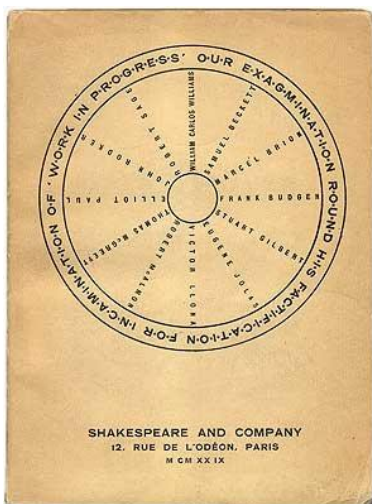 OUR EXAGMINATION ROUND HIS FACTIFICATION FOR INCAMINATION OF 'WORK IN PROGRESS'
SAMUEL BECKETT
MARCEL BRION
FRANK BUDGEN
STUART GILBERT
EUGENE JOLAS
VICTOR LLONA
ROBERT McALMON
THOMAS McGREEVY
ELLIOT PAUL
JOHN RODKER
ROBERT SAGE
WILLIAM CARLOS WILLIAMS
SHAKESPEARE AND COMPANY
12, RUE DE L'ODÉON, PARIS
M CM XX IX